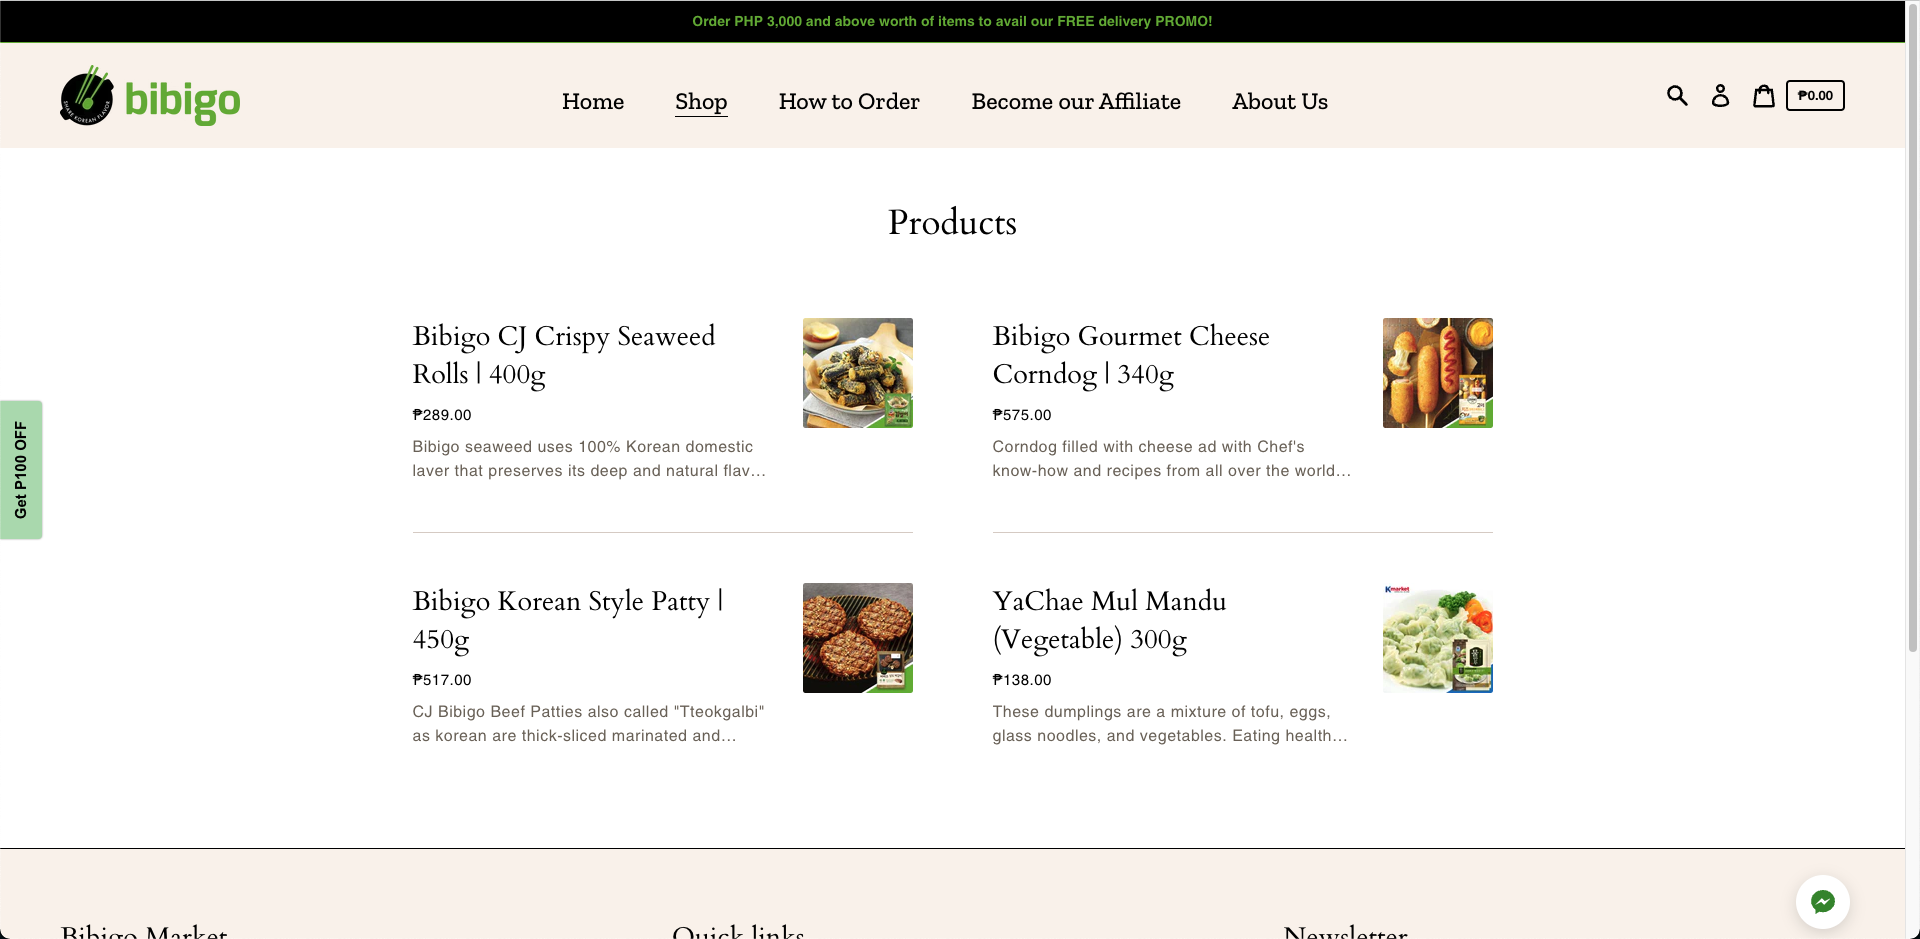 Order PHP 3,000 and above worth of items to avail our FREE delivery PROMO!
SHARE KOREAN FLAVOR
bibigo
Home
Shop
How to Order
Become our Affiliate
About Us
₱0.00
Products
Bibigo CJ Crispy Seaweed
Rolls | 400g
₱289.00
Bibigo seaweed uses 100% Korean domestic
laver that preserves its deep and natural flav...
Bibigo Gourmet Cheese
Corndog | 340g
₱575.00
Corndog filled with cheese ad with Chef's
know-how and recipes from all over the world...
Get P100 OFF
Bibigo Korean Style Patty |
450g
₱517.00
CJ Bibigo Beef Patties also called "Tteokgalbi"
as korean are thick-sliced marinated and...
YaChae Mul Mandu
(Vegetable) 300g
₱138.00
These dumplings are a mixture of tofu, eggs,
glass noodles, and vegetables. Eating health...
Kmarket
Bibigo Market
Quick links
Newsletter